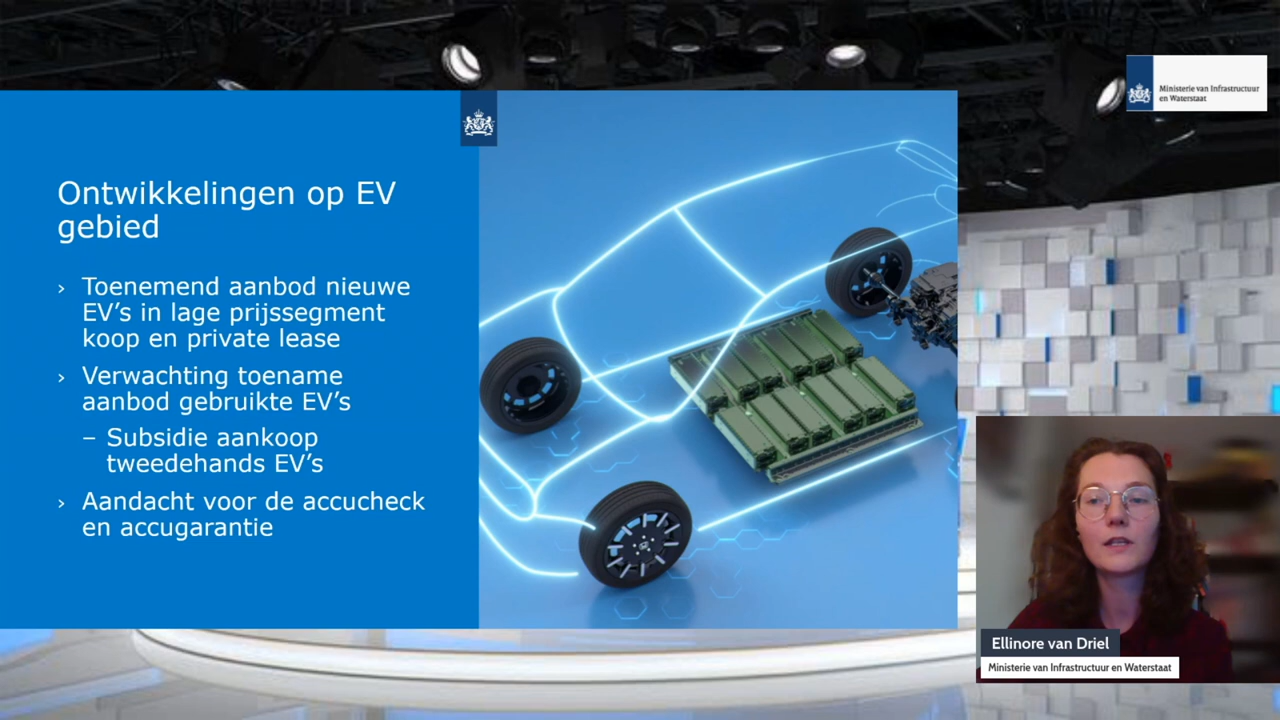 Ministerie van Infrastructuur
en Waterstaat
Ontwikkelingen op EV
gebied
› Toenemend aanbod nieuwe
EV’s in lage prijssegment
koop en private lease
› Verwachting toename
aanbod gebruikte EV’s
– Subsidie aankoop
tweedehands EV’s
› Aandacht voor de accucheck
en accugarantie
Ellinore van Driel
Ministerie van Infrastructuur en Waterstaat